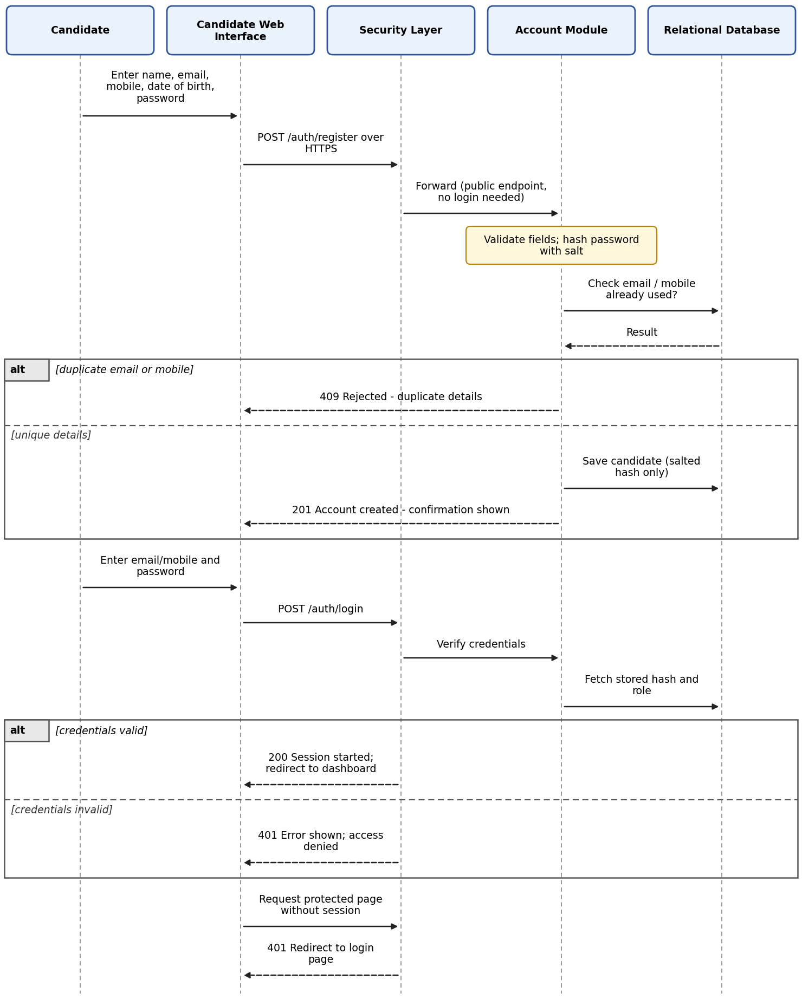 Candidate
Candidate Web
Interface
Security Layer
Account Module
Relational Database
Enter name, email,
mobile, date of birth,
password
POST /auth/register over
HTTPS
Forward (public endpoint,
no login needed)
Validate fields; hash password
with salt
Check email / mobile
already used?
Result
alt
[duplicate email or mobile]
409 Rejected - duplicate details
[unique details]
Save candidate (salted
hash only)
201 Account created - confirmation shown
Enter email/mobile and
password
POST /auth/login
Verify credentials
Fetch stored hash and
role
alt
[credentials valid]
200 Session started;
redirect to dashboard
[credentials invalid]
401 Error shown; access
denied
Request protected page
without session
401 Redirect to login
page